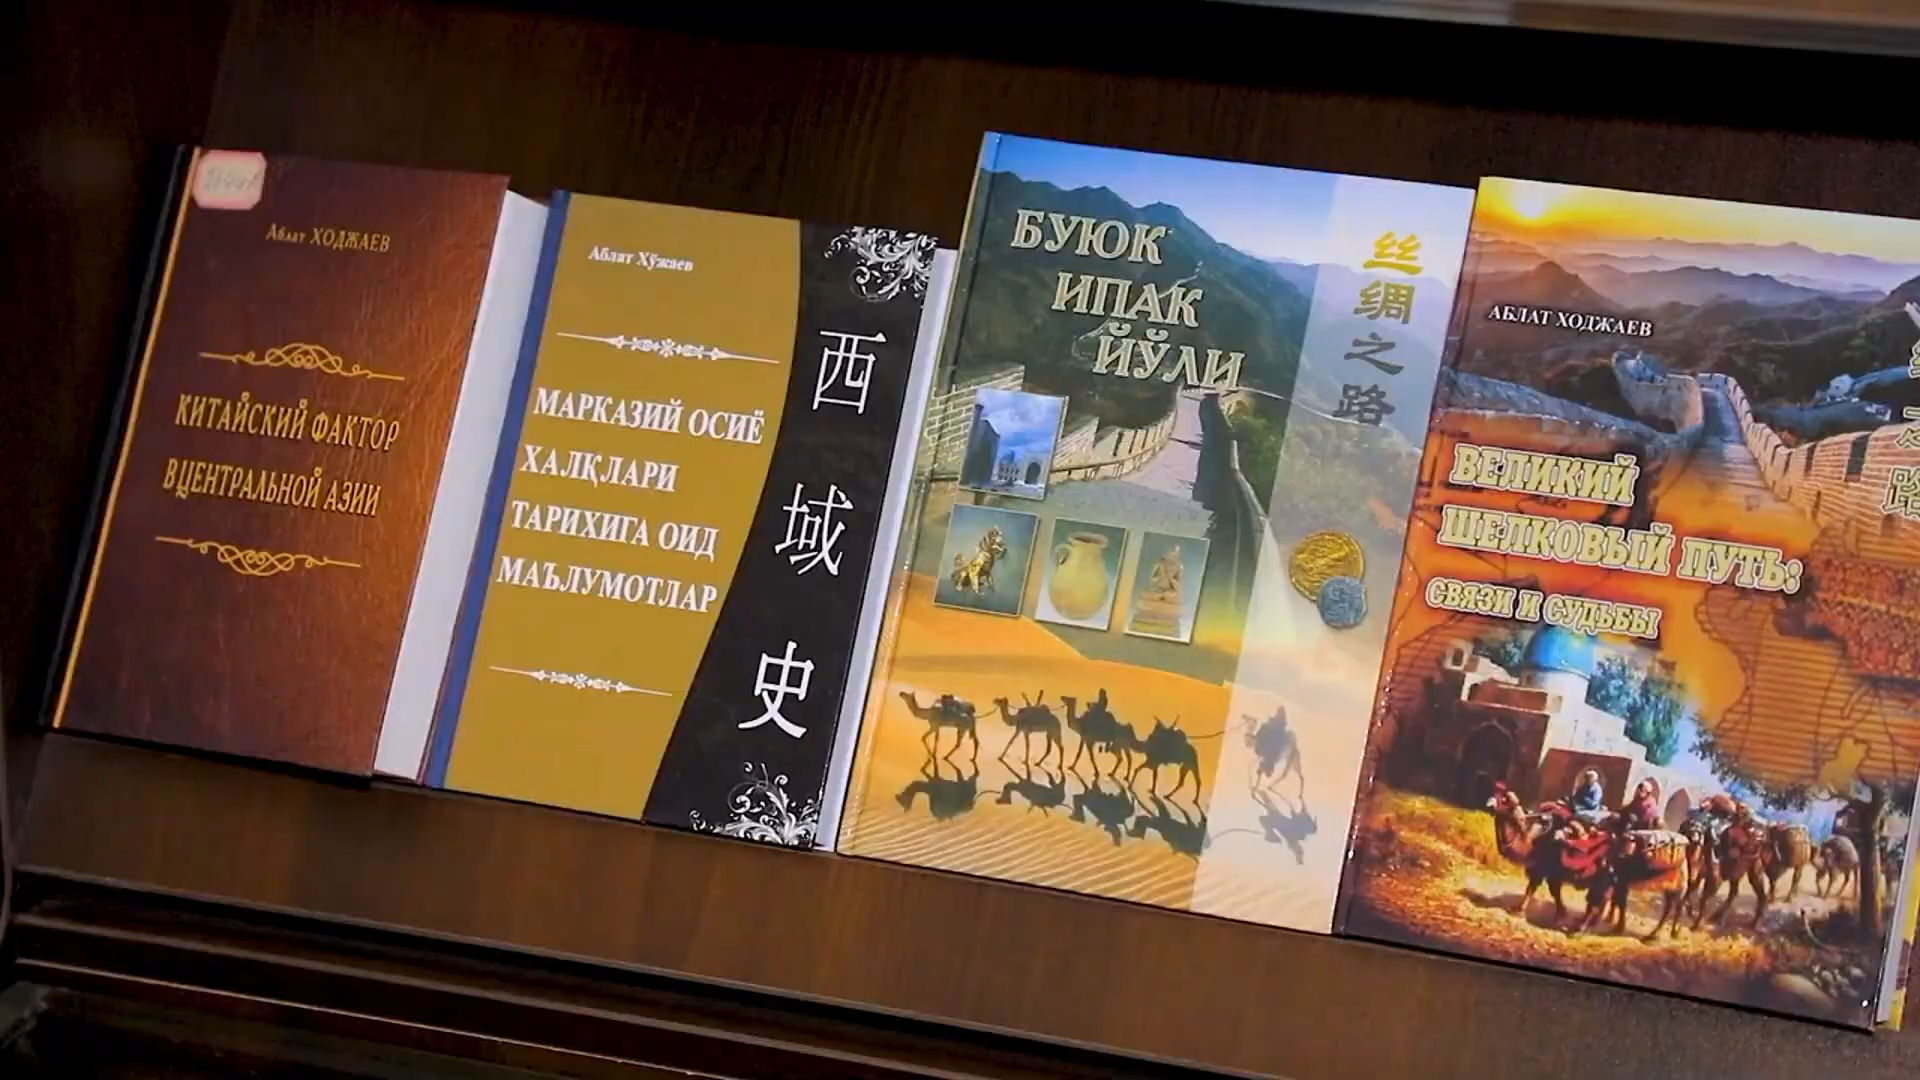 Аблат ХОДЖАЕВ
КИТАЙСКИЙ ФАКТОР
В ЦЕНТРАЛЬНОЙ АЗИИ
Аблат Хўжаев
МАРКАЗИЙ ОСИЁ
ХАЛҚЛАРИ
ТАРИХИГА ОИД
МАЪЛУМОТЛАР
西域史
БУЮК
ИПАК
ЙЎЛИ
丝绸之路
АБЛАТ ХОДЖАЕВ
ВЕЛИКИЙ
ШЕЛКОВЫЙ ПУТЬ:
СВЯЗИ И СУДЬБЫ
路